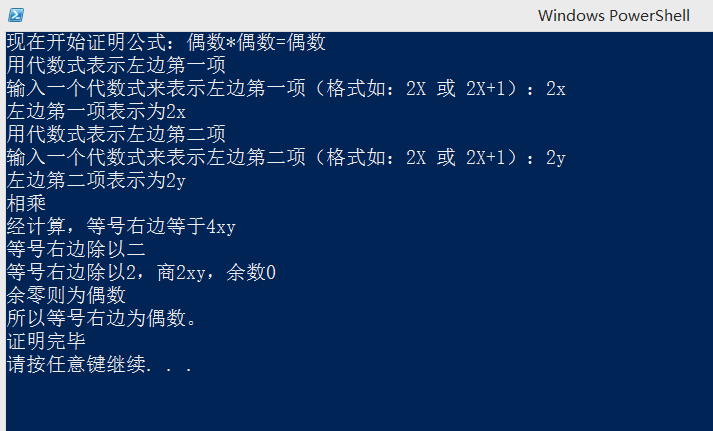 Windows PowerShell
现在开始证明公式：偶数*偶数=偶数
用代数式表示左边第一项
输入一个代数式来表示左边第一项（格式如：2X 或 2X+1）：2x
左边第一项表示为2x
用代数式表示左边第二项
输入一个代数式来表示左边第二项（格式如：2X 或 2X+1）：2y
左边第二项表示为2y
相乘
经计算，等号右边等于4xy
等号右边除以二
等号右边除以2，商2xy，余数0
余零则为偶数
所以等号右边为偶数。
证明完毕
请按任意键继续. . .